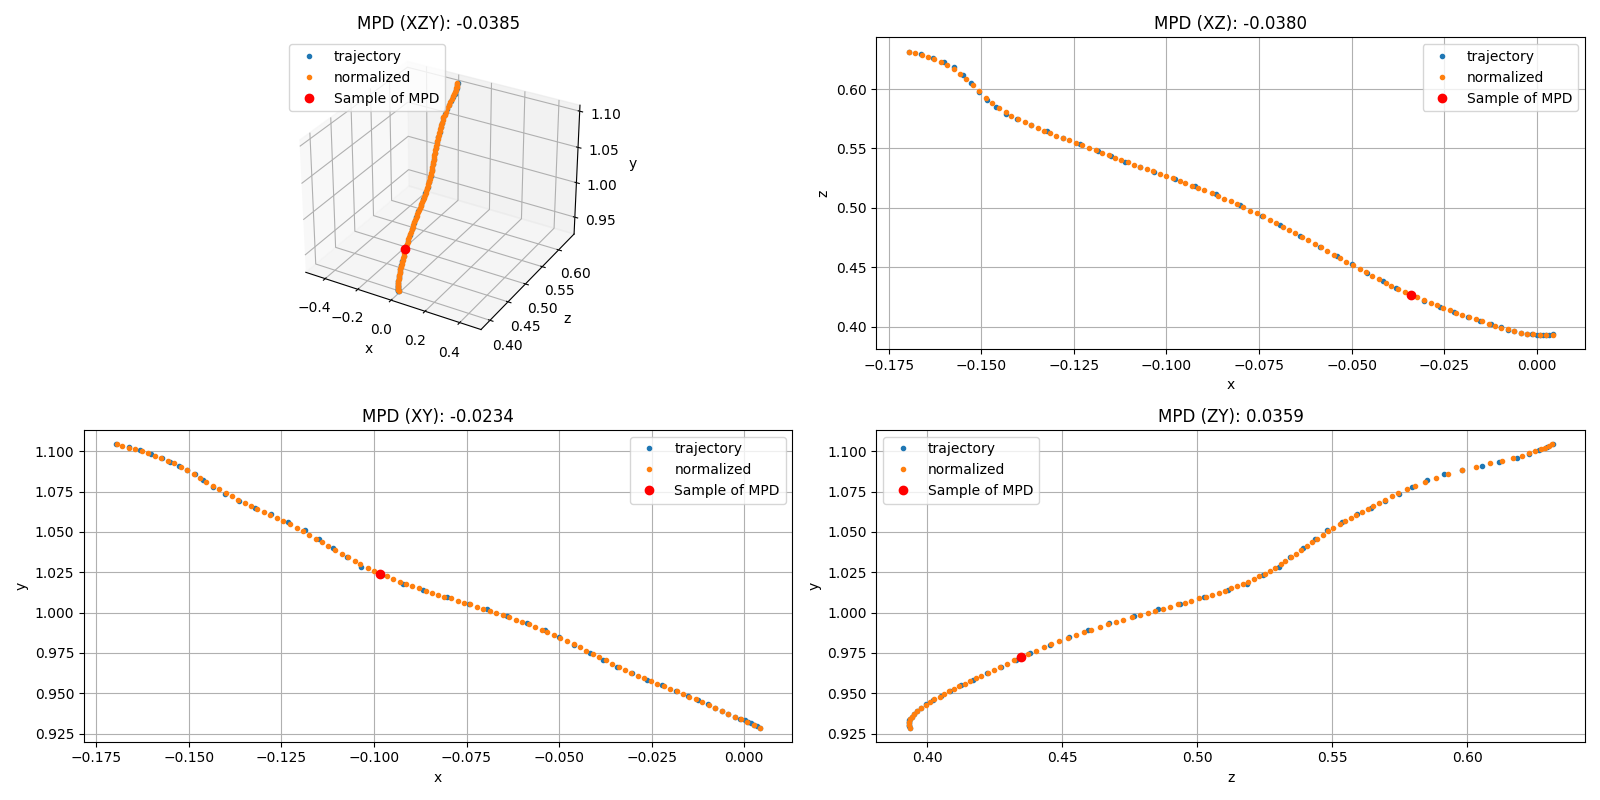 MPD (XZY): -0.0385
trajectory
normalized
Sample of MPD
1.10
1.05
1.00
0.95
y
0.60
0.55
0.50
0.45
0.40
z
−0.4
−0.2
0.0
0.2
0.4
x
MPD (XZ): -0.0380
trajectory
normalized
Sample of MPD
0.60
0.55
0.50
0.45
0.40
z
−0.175 −0.150 −0.125 −0.100 −0.075 −0.050 −0.025 0.000
x
MPD (XY): -0.0234
trajectory
normalized
Sample of MPD
1.100
1.075
1.050
1.025
1.000
0.975
0.950
0.925
y
−0.175 −0.150 −0.125 −0.100 −0.075 −0.050 −0.025 0.000
x
MPD (ZY): 0.0359
trajectory
normalized
Sample of MPD
1.100
1.075
1.050
1.025
1.000
0.975
0.950
0.925
y
0.40 0.45 0.50 0.55 0.60
z